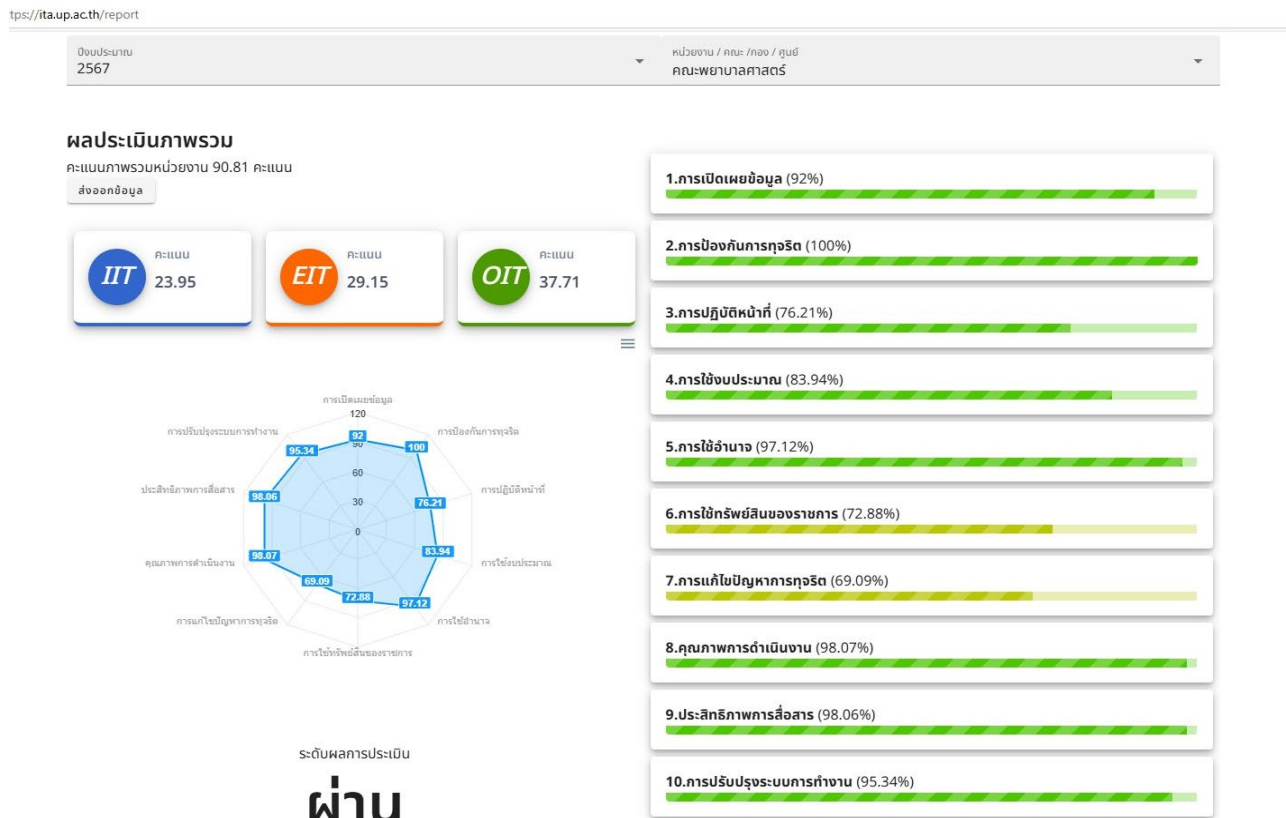 tps://ita.up.ac.th/report
ปีงบประมาณ
2567
หน่วยงาน / คณะ /กอง / ศูนย์
คณะพยาบาลศาสตร์
ผลประเมินภาพรวม
คะแนนภาพรวมหน่วยงาน 90.81 คะแนน
ส่งออกข้อมูล
IIT
คะแนน
23.95
EIT
คะแนน
29.15
OIT
คะแนน
37.71
การเปิดเผยข้อมูล
120
การปรับปรุงระบบการทำงาน
การป้องกันการทุจริต
92
90
95.34
100
60
ประสิทธิภาพการสื่อสาร
การปฏิบัติหน้าที่
98.06
76.21
30
0
98.07
83.94
คุณภาพการดำเนินงาน
การใช้งบประมาณ
69.09
72.88
97.12
การแก้ไขปัญหาการทุจริต
การใช้อำนาจ
การใช้ทรัพย์สินของราชการ
ระดับผลการประเมิน
ผ่าน
1.การเปิดเผยข้อมูล (92%)
2.การป้องกันการทุจริต (100%)
3.การปฏิบัติหน้าที่ (76.21%)
4.การใช้งบประมาณ (83.94%)
5.การใช้อำนาจ (97.12%)
6.การใช้ทรัพย์สินของราชการ (72.88%)
7.การแก้ไขปัญหาการทุจริต (69.09%)
8.คุณภาพการดำเนินงาน (98.07%)
9.ประสิทธิภาพการสื่อสาร (98.06%)
10.การปรับปรุงระบบการทำงาน (95.34%)